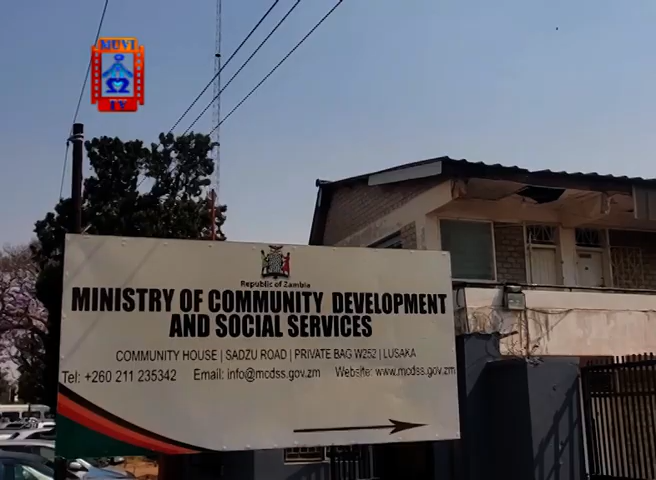 MUVI
TV
Republic of Zambia
MINISTRY OF COMMUNITY DEVELOPMENT
AND SOCIAL SERVICES
COMMUNITY HOUSE | SADZU ROAD | PRIVATE BAG W252 | LUSAKA
Tel: +260 211 235342 Email: info@mcdss.gov.zm Website: www.mcdss.gov.zm